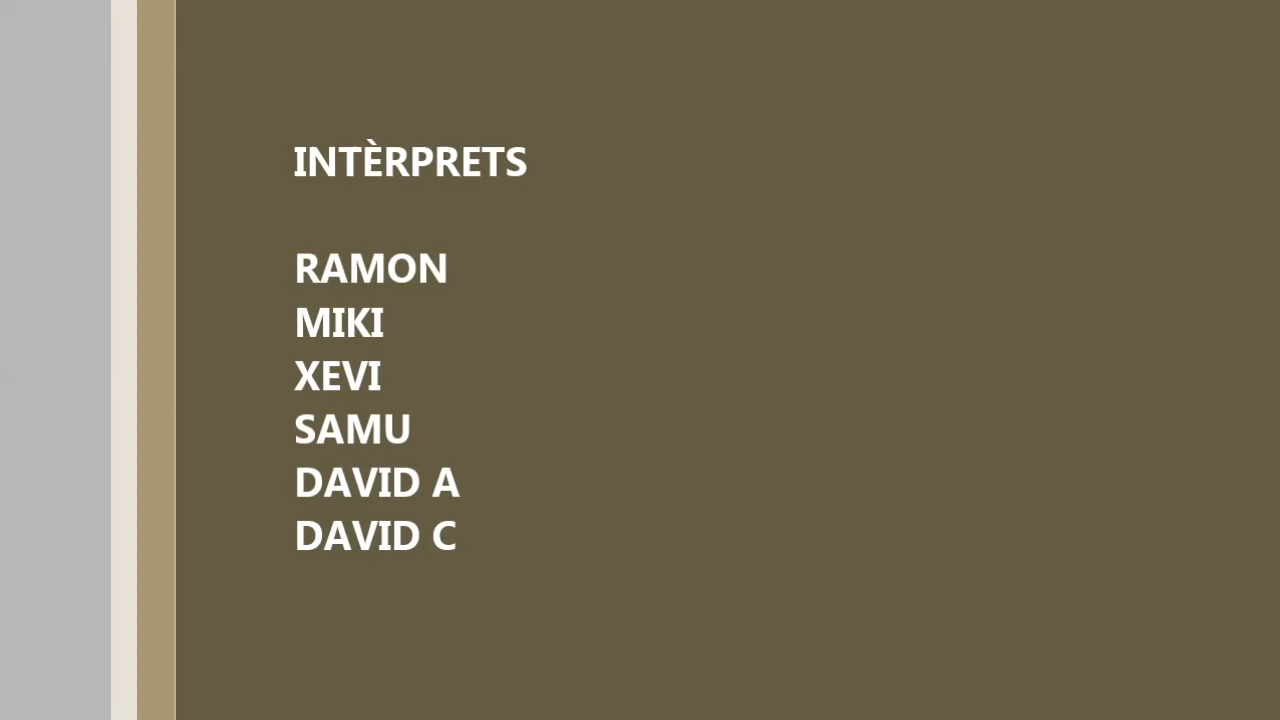 INTÈRPRETS
RAMON
MIKI
XEVI
SAMU
DAVID A
DAVID C